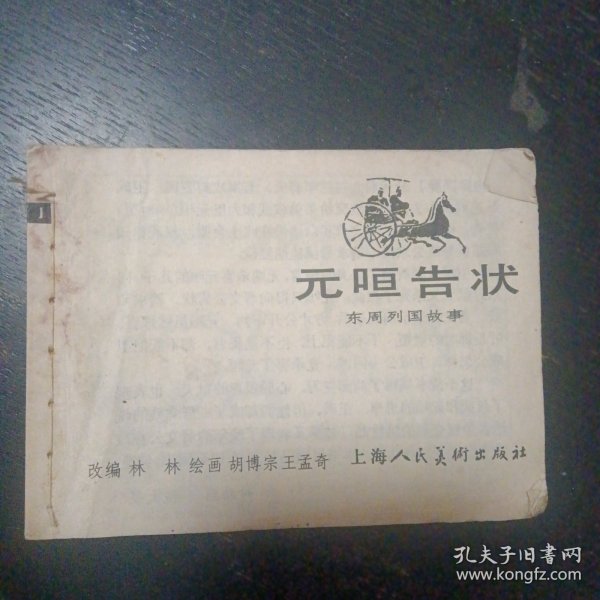 1
元咺告状
东周列国故事
改编 林 林 绘画 胡博宗 王孟奇 上海人民美術出版社
孔夫子旧书网
www.kongfz.com